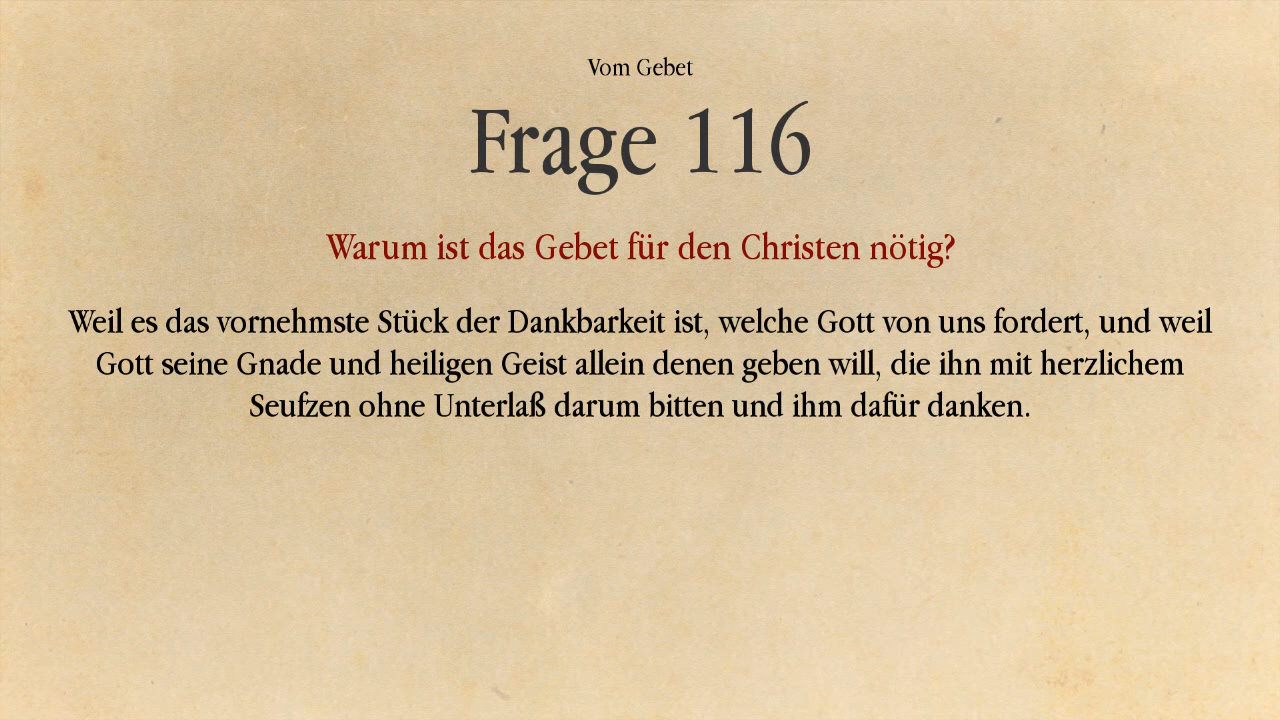 Vom Gebet
Frage 116
Warum ist das Gebet für den Christen nötig?
Weil es das vornehmste Stück der Dankbarkeit ist, welche Gott von uns fordert, und weil
Gott seine Gnade und heiligen Geist allein denen geben will, die ihn mit herzlichem
Seufzen ohne Unterlaß darum bitten und ihm dafür danken.